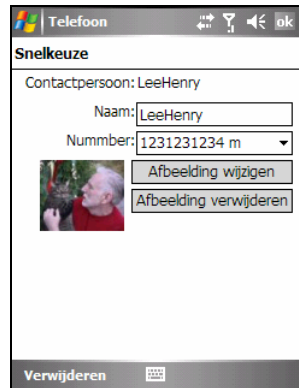 Telefoon ok
Snelkeuze
Contactpersoon: LeeHenry
Naam: LeeHenry
Nummber: 1231231234 m
Afbeelding wijzigen
Afbeelding verwijderen
Verwijderen